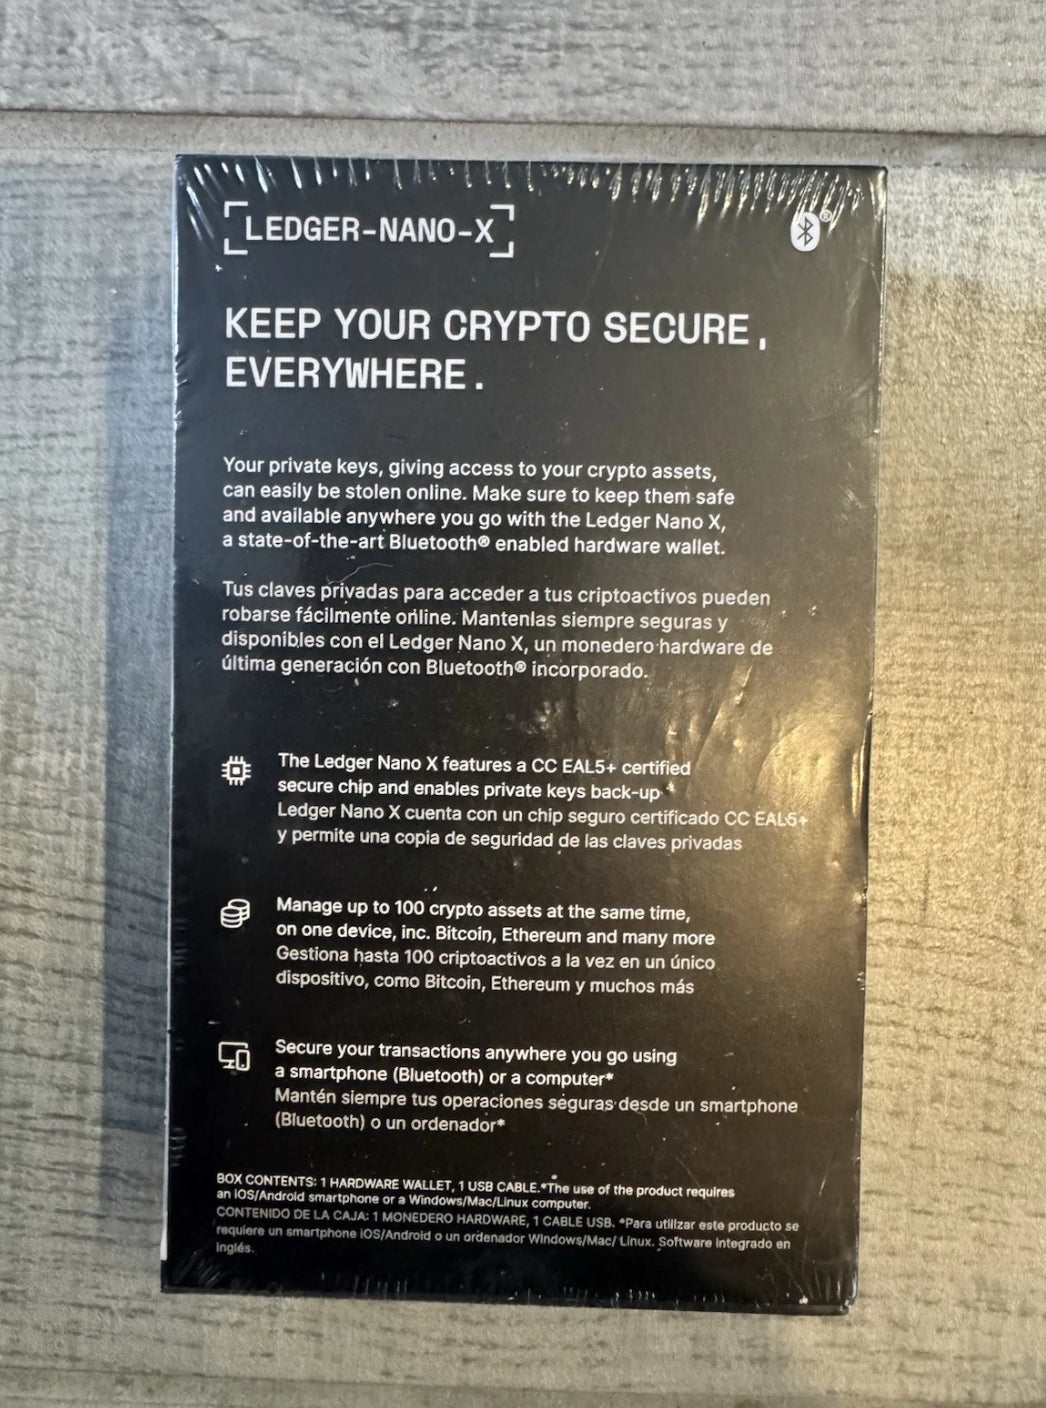 LEDGER-NANO-X
KEEP YOUR CRYPTO SECURE,
EVERYWHERE.
Your private keys, giving access to your crypto assets,
can easily be stolen online. Make sure to keep them safe
and available anywhere you go with the Ledger Nano X,
a state-of-the-art Bluetooth® enabled hardware wallet.
Tus claves privadas para acceder a tus criptoactivos pueden
robarse fácilmente online. Mantenlas siempre seguras y
disponibles con el Ledger Nano X, un monedero hardware de
última generación con Bluetooth® incorporado.
The Ledger Nano X features a CC EAL5+ certified
secure chip and enables private keys back-up
Ledger Nano X cuenta con un chip seguro certificado CC EAL5+
y permite una copia de seguridad de las claves privadas
Manage up to 100 crypto assets at the same time,
on one device, inc. Bitcoin, Ethereum and many more
Gestiona hasta 100 criptoactivos a la vez en un único
dispositivo, como Bitcoin, Ethereum y muchos más
Secure your transactions anywhere you go using
a smartphone (Bluetooth) or a computer*
Mantén siempre tus operaciones seguras desde un smartphone
(Bluetooth) o un ordenador*
BOX CONTENTS: 1 HARDWARE WALLET, 1 USB CABLE.*The use of the product requires
an iOS/Android smartphone or a Windows/Mac/Linux computer.
CONTENIDO DE LA CAJA: 1 MONEDERO HARDWARE, 1 CABLE USB. *Para utilizar este producto se
requiere un smartphone iOS/Android o un ordenador Windows/Mac/ Linux. Software integrado en
inglés.